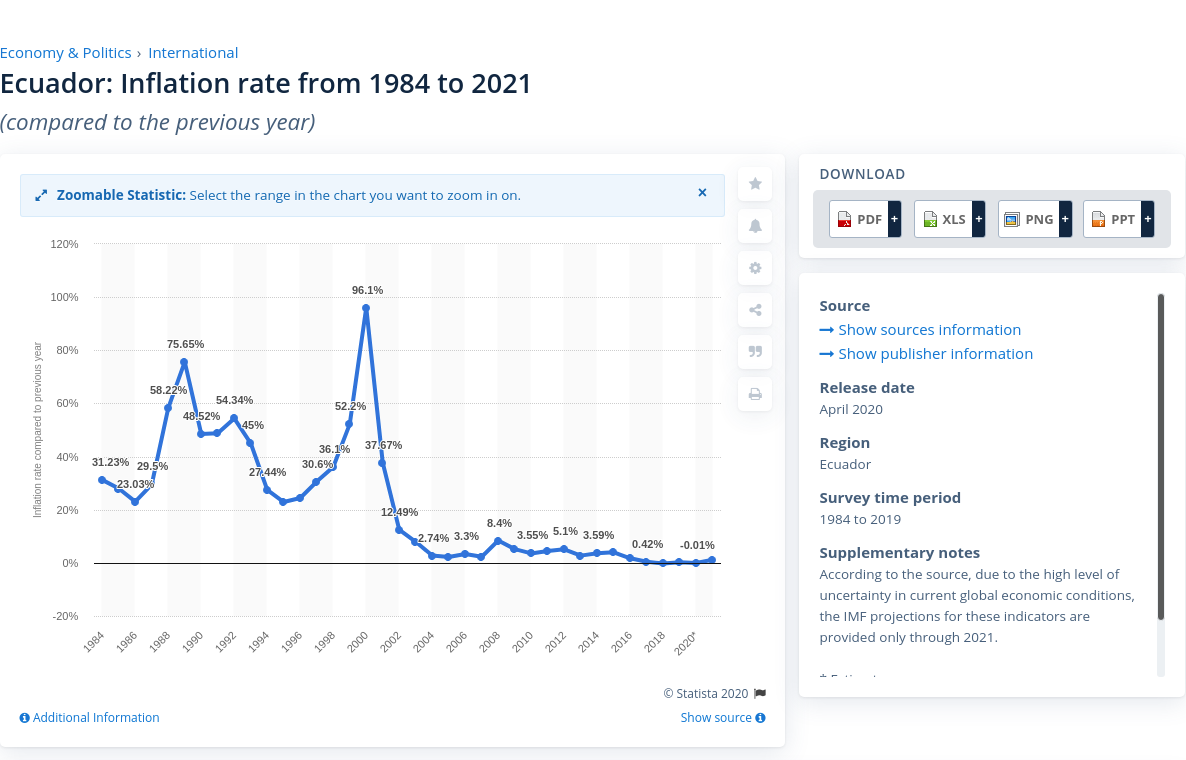 Economy & Politics › International
Ecuador: Inflation rate from 1984 to 2021
(compared to the previous year)
Zoomable Statistic: Select the range in the chart you want to zoom in on.
×
Inflation rate compared to previous year
120%
100%
80%
60%
40%
20%
0%
-20%
31.23%
23.03%
29.5%
58.22%
75.65%
48.52%
54.34%
45%
27.44%
30.6%
36.1%
52.2%
96.1%
37.67%
12.49%
2.74%
3.3%
8.4%
3.55%
5.1%
3.59%
0.42%
-0.01%
1984
1986
1988
1990
1992
1994
1996
1998
2000
2002
2004
2006
2008
2010
2012
2014
2016
2018
2020*
© Statista 2020
Additional Information
Show source
DOWNLOAD
PDF + XLS + PNG + PPT +
Source
Show sources information
Show publisher information
Release date
April 2020
Region
Ecuador
Survey time period
1984 to 2019
Supplementary notes
According to the source, due to the high level of
uncertainty in current global economic conditions,
the IMF projections for these indicators are
provided only through 2021.